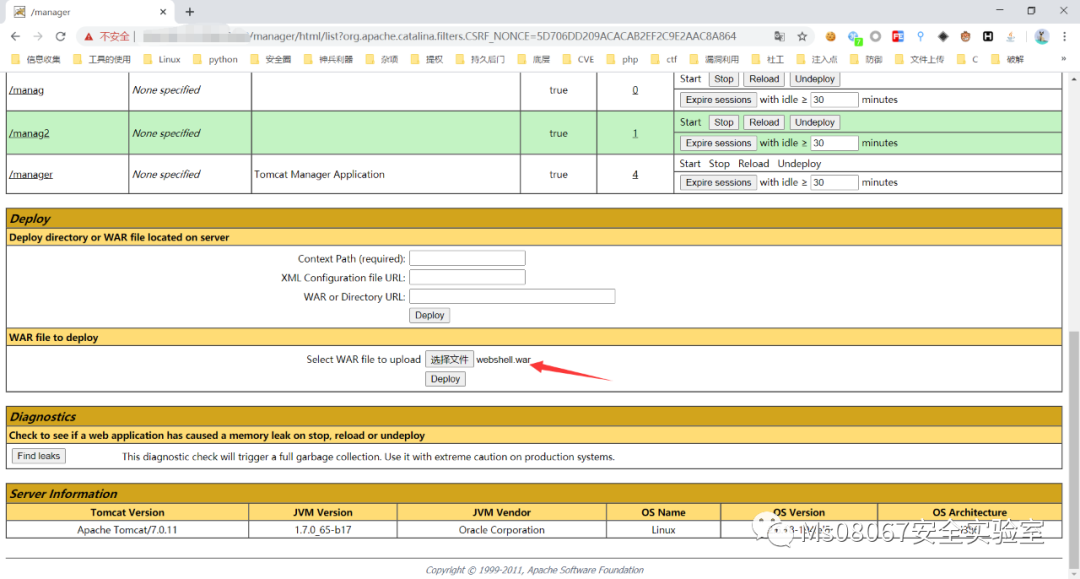 /manager
不安全
/manager/html/list?org.apache.catalina.filters.CSRF_NONCE=5D706DD209ACACAB2EF2C9E2AAC8A864
信息收集 工具的使用 Linux python 安全圈 神兵利器 杂项 提权 持久后门 底层 CVE php ctf 漏洞利用 社工 注入点 防御 文件上传 C 破解 »
/manag None specified true 0 Start Stop Reload Undeploy
Expire sessions with idle ≥ 30 minutes
/manag2 None specified true 1 Start Stop Reload Undeploy
Expire sessions with idle ≥ 30 minutes
/manager None specified Tomcat Manager Application true 4 Start Stop Reload Undeploy
Expire sessions with idle ≥ 30 minutes
Deploy
Deploy directory or WAR file located on server
Context Path (required):
XML Configuration file URL:
WAR or Directory URL:
Deploy
WAR file to deploy
Select WAR file to upload 选择文件 webshell.war
Deploy
Diagnostics
Check to see if a web application has caused a memory leak on stop, reload or undeploy
Find leaks This diagnostic check will trigger a full garbage collection. Use it with extreme caution on production systems.
Server Information
Tomcat Version JVM Version JVM Vendor OS Name OS Version OS Architecture
Apache Tomcat/7.0.11 1.7.0_65-b17 Oracle Corporation Linux
Ms08067安全实验室
Copyright © 1999-2011, Apache Software Foundation